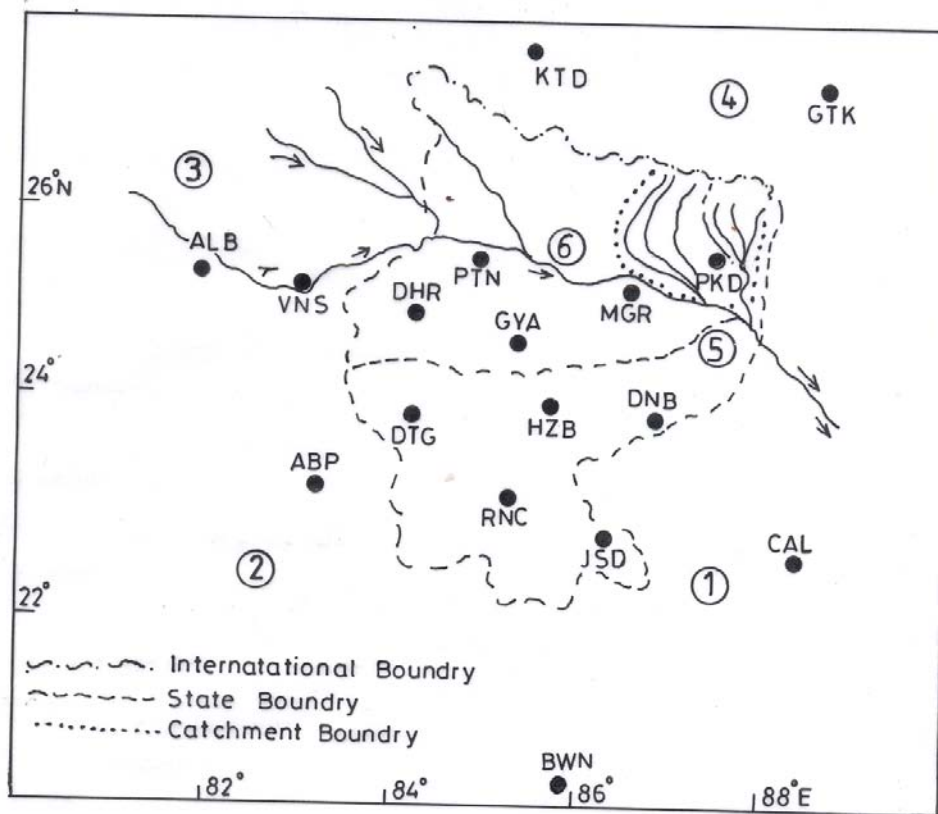 KTD
④
GTK
③
26°N
ALB
⑥
VNS
PTN
PKD
DHR
MGR
GYA
⑤
24°
DNB
DTG
HZB
ABP
RNC
JSD
CAL
②
①
22°
Internatational Boundry
State Boundry
Catchment Boundry
BWN
82°
84°
86°
88°E